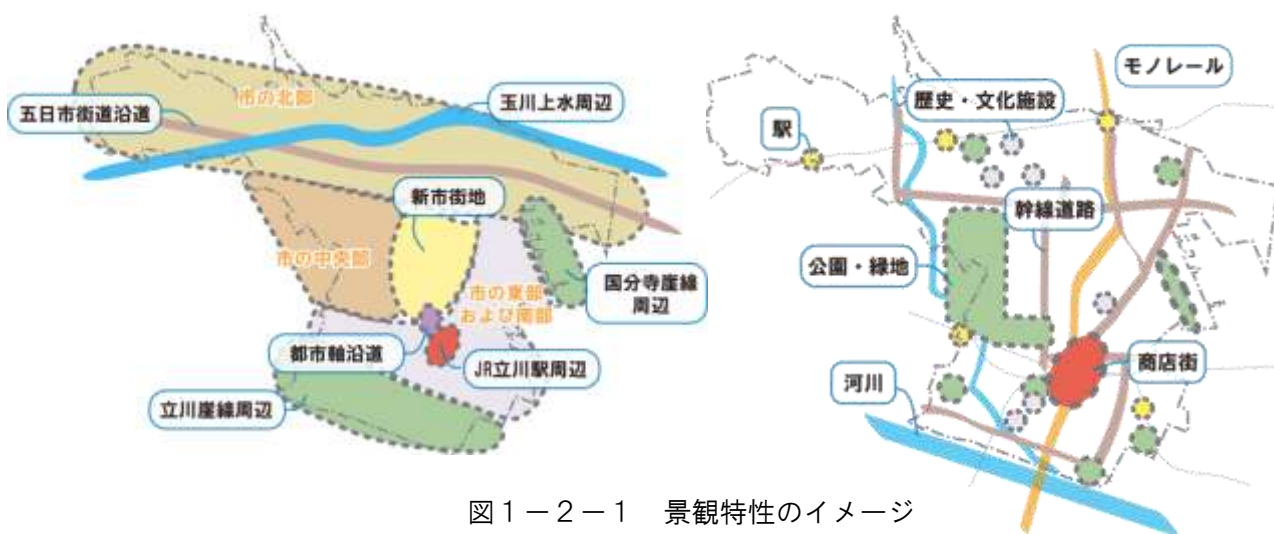 市の北部
五日市街道沿道
玉川上水周辺
新市街地
市の中央部
市の東部
および南部
国分寺崖線
周辺
都市軸沿道
JR立川駅周辺
立川崖線周辺
モノレール
歴史・文化施設
駅
幹線道路
公園・緑地
商店街
河川
図１－２－１　景観特性のイメージ